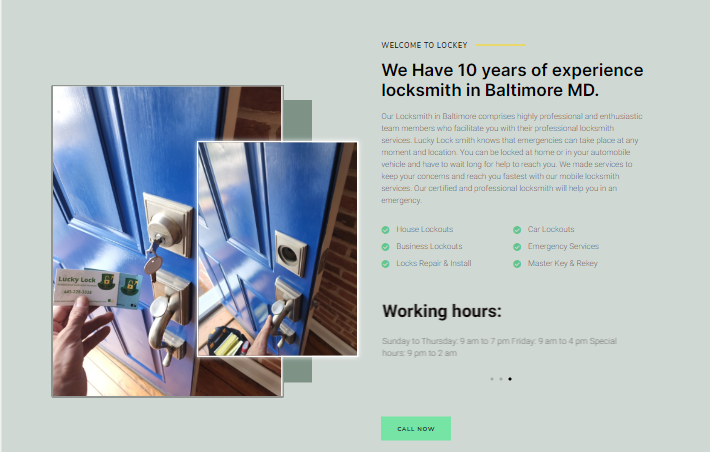 WELCOME TO LOCKEY
We Have 10 years of experience
locksmith in Baltimore MD.
Our Locksmith in Baltimore comprises highly professional and enthusiastic
team members who facilitate you with their professional locksmith
services. Lucky Lock smith knows that emergencies can take place at any
moment and location. You can be locked at home or in your automobile
vehicle and have to wait long for help to reach you. We made services to
keep your concerns and reach you fastest with our mobile locksmith
services. Our certified and professional locksmith will help you in an
emergency.
House Lockouts
Car Lockouts
Business Lockouts
Emergency Services
Locks Repair & Install
Master Key & Rekey
Lucky Lock
Working hours:
Sunday to Thursday: 9 am to 7 pm Friday: 9 am to 4 pm Special
hours: 9 pm to 2 am
CALL NOW